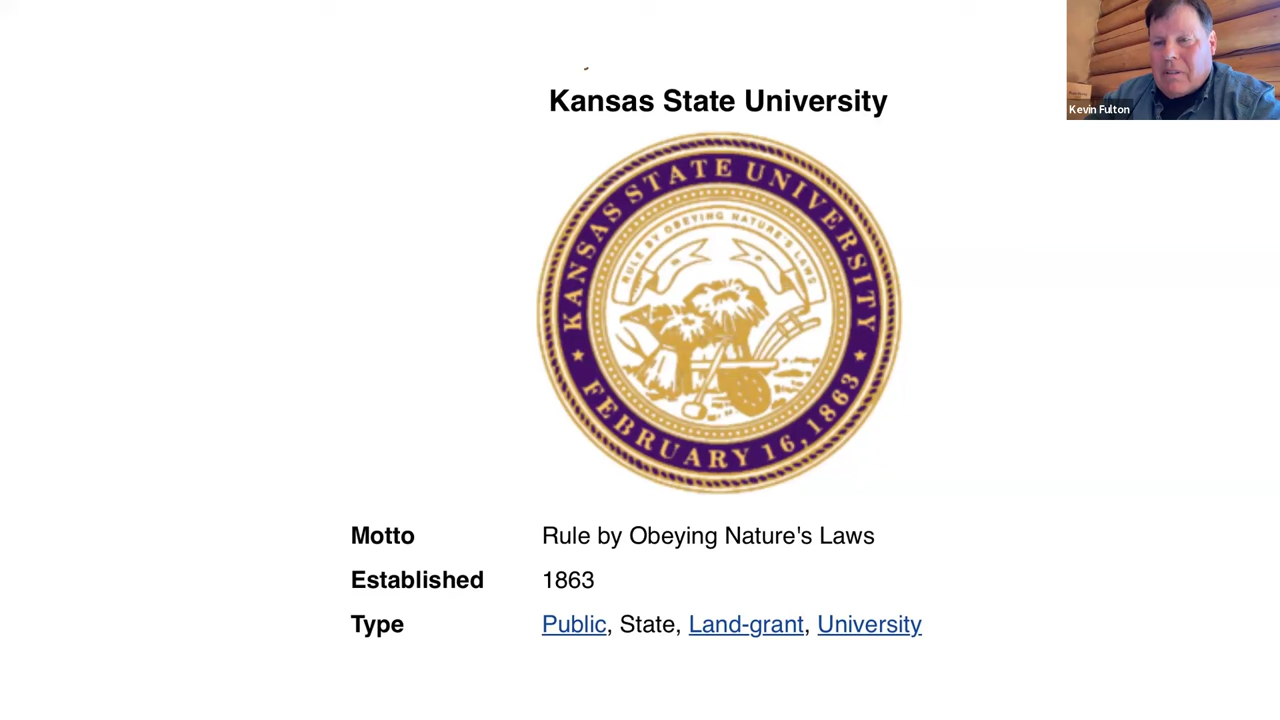 Kansas State University
KANSAS STATE UNIVERSITY
RULE BY OBEYING NATURE'S LAWS
FEBRUARY 16, 1863
Motto Rule by Obeying Nature's Laws
Established 1863
Type Public, State, Land-grant, University
Kevin Fulton